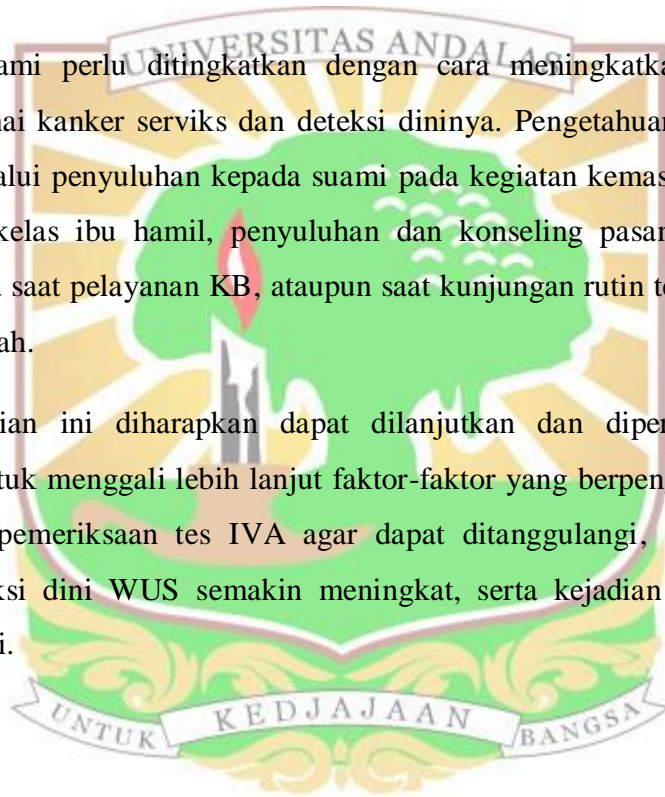 UNIVERSITAS ANDALAS
ami perlu ditingkatkan dengan cara meningkatka
nai kanker serviks dan deteksi dininya. Pengetahuan
alui penyuluhan kepada suami pada kegiatan kemas
kelas ibu hamil, penyuluhan dan konseling pasan
saat pelayanan KB, ataupun saat kunjungan rutin te
ah.
ian ini diharapkan dapat dilanjutkan dan diper
tuk menggali lebih lanjut faktor-faktor yang berpen
pemeriksaan tes IVA agar dapat ditanggulangi,
ksi dini WUS semakin meningkat, serta kejadian
i.
UNTUK KEDJAJAAN BANGSA